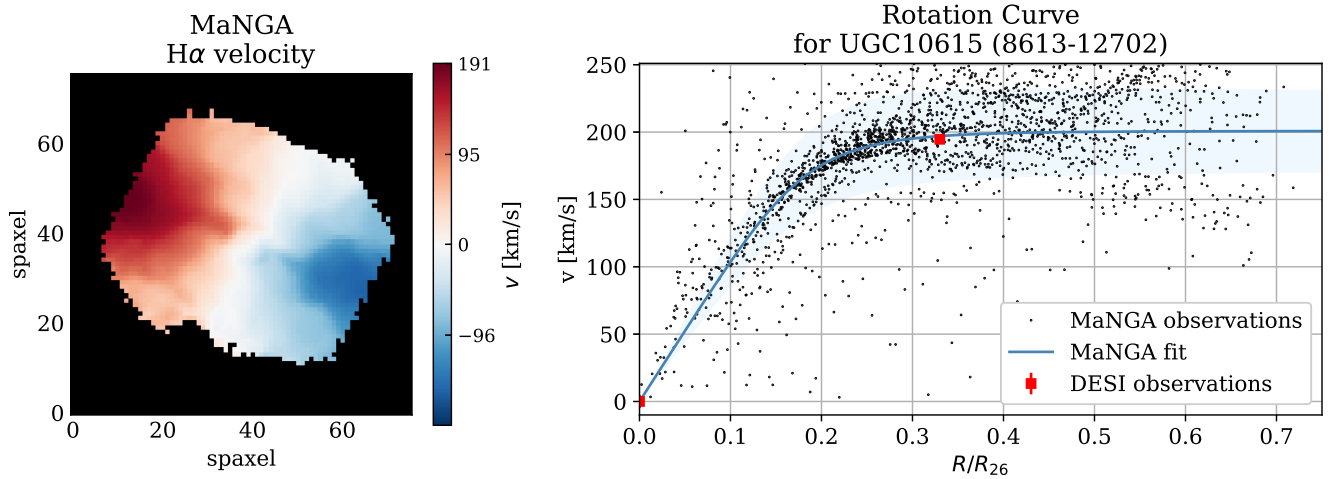 MaNGA
Hα velocity
spaxel
60
40
20
0
0 20 40 60
spaxel
191
95
0
−96
v [km/s]
Rotation Curve
for UGC10615 (8613-12702)
v [km/s]
250
200
150
100
50
0
MaNGA observations
MaNGA fit
DESI observations
0.0 0.1 0.2 0.3 0.4 0.5 0.6 0.7
R/R26